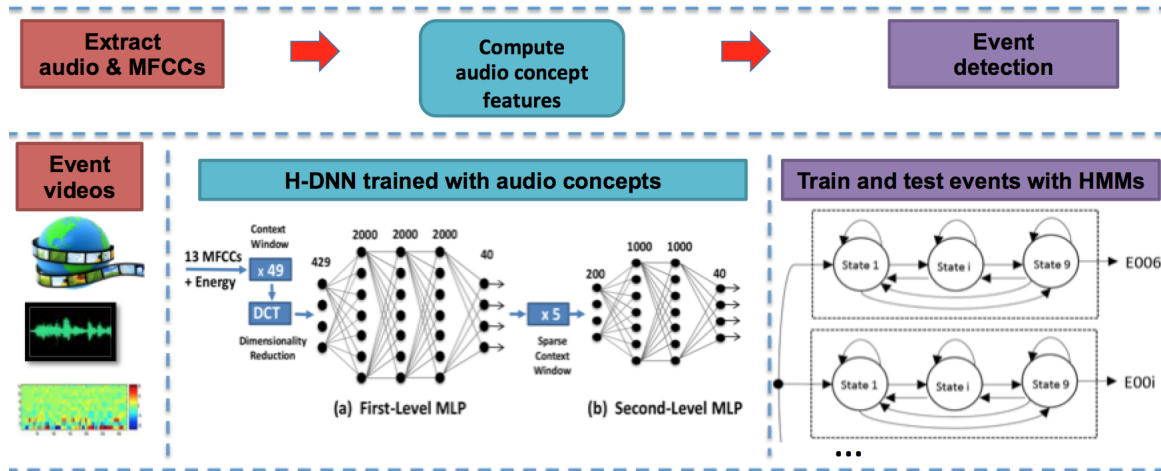 Extract
audio & MFCCs
Compute
audio concept
features
Event
detection
Event
videos
H-DNN trained with audio concepts
Train and test events with HMMs
13 MFCCs
+ Energy
Context
Window
x 49
DCT
Dimensionality
Reduction
429
2000
2000
2000
40
(a) First-Level MLP
x 5
Sparse
Context
Window
200
1000
1000
40
(b) Second-Level MLP
State 1
State i
State 9
E006
State 1
State i
State 9
E00i
...